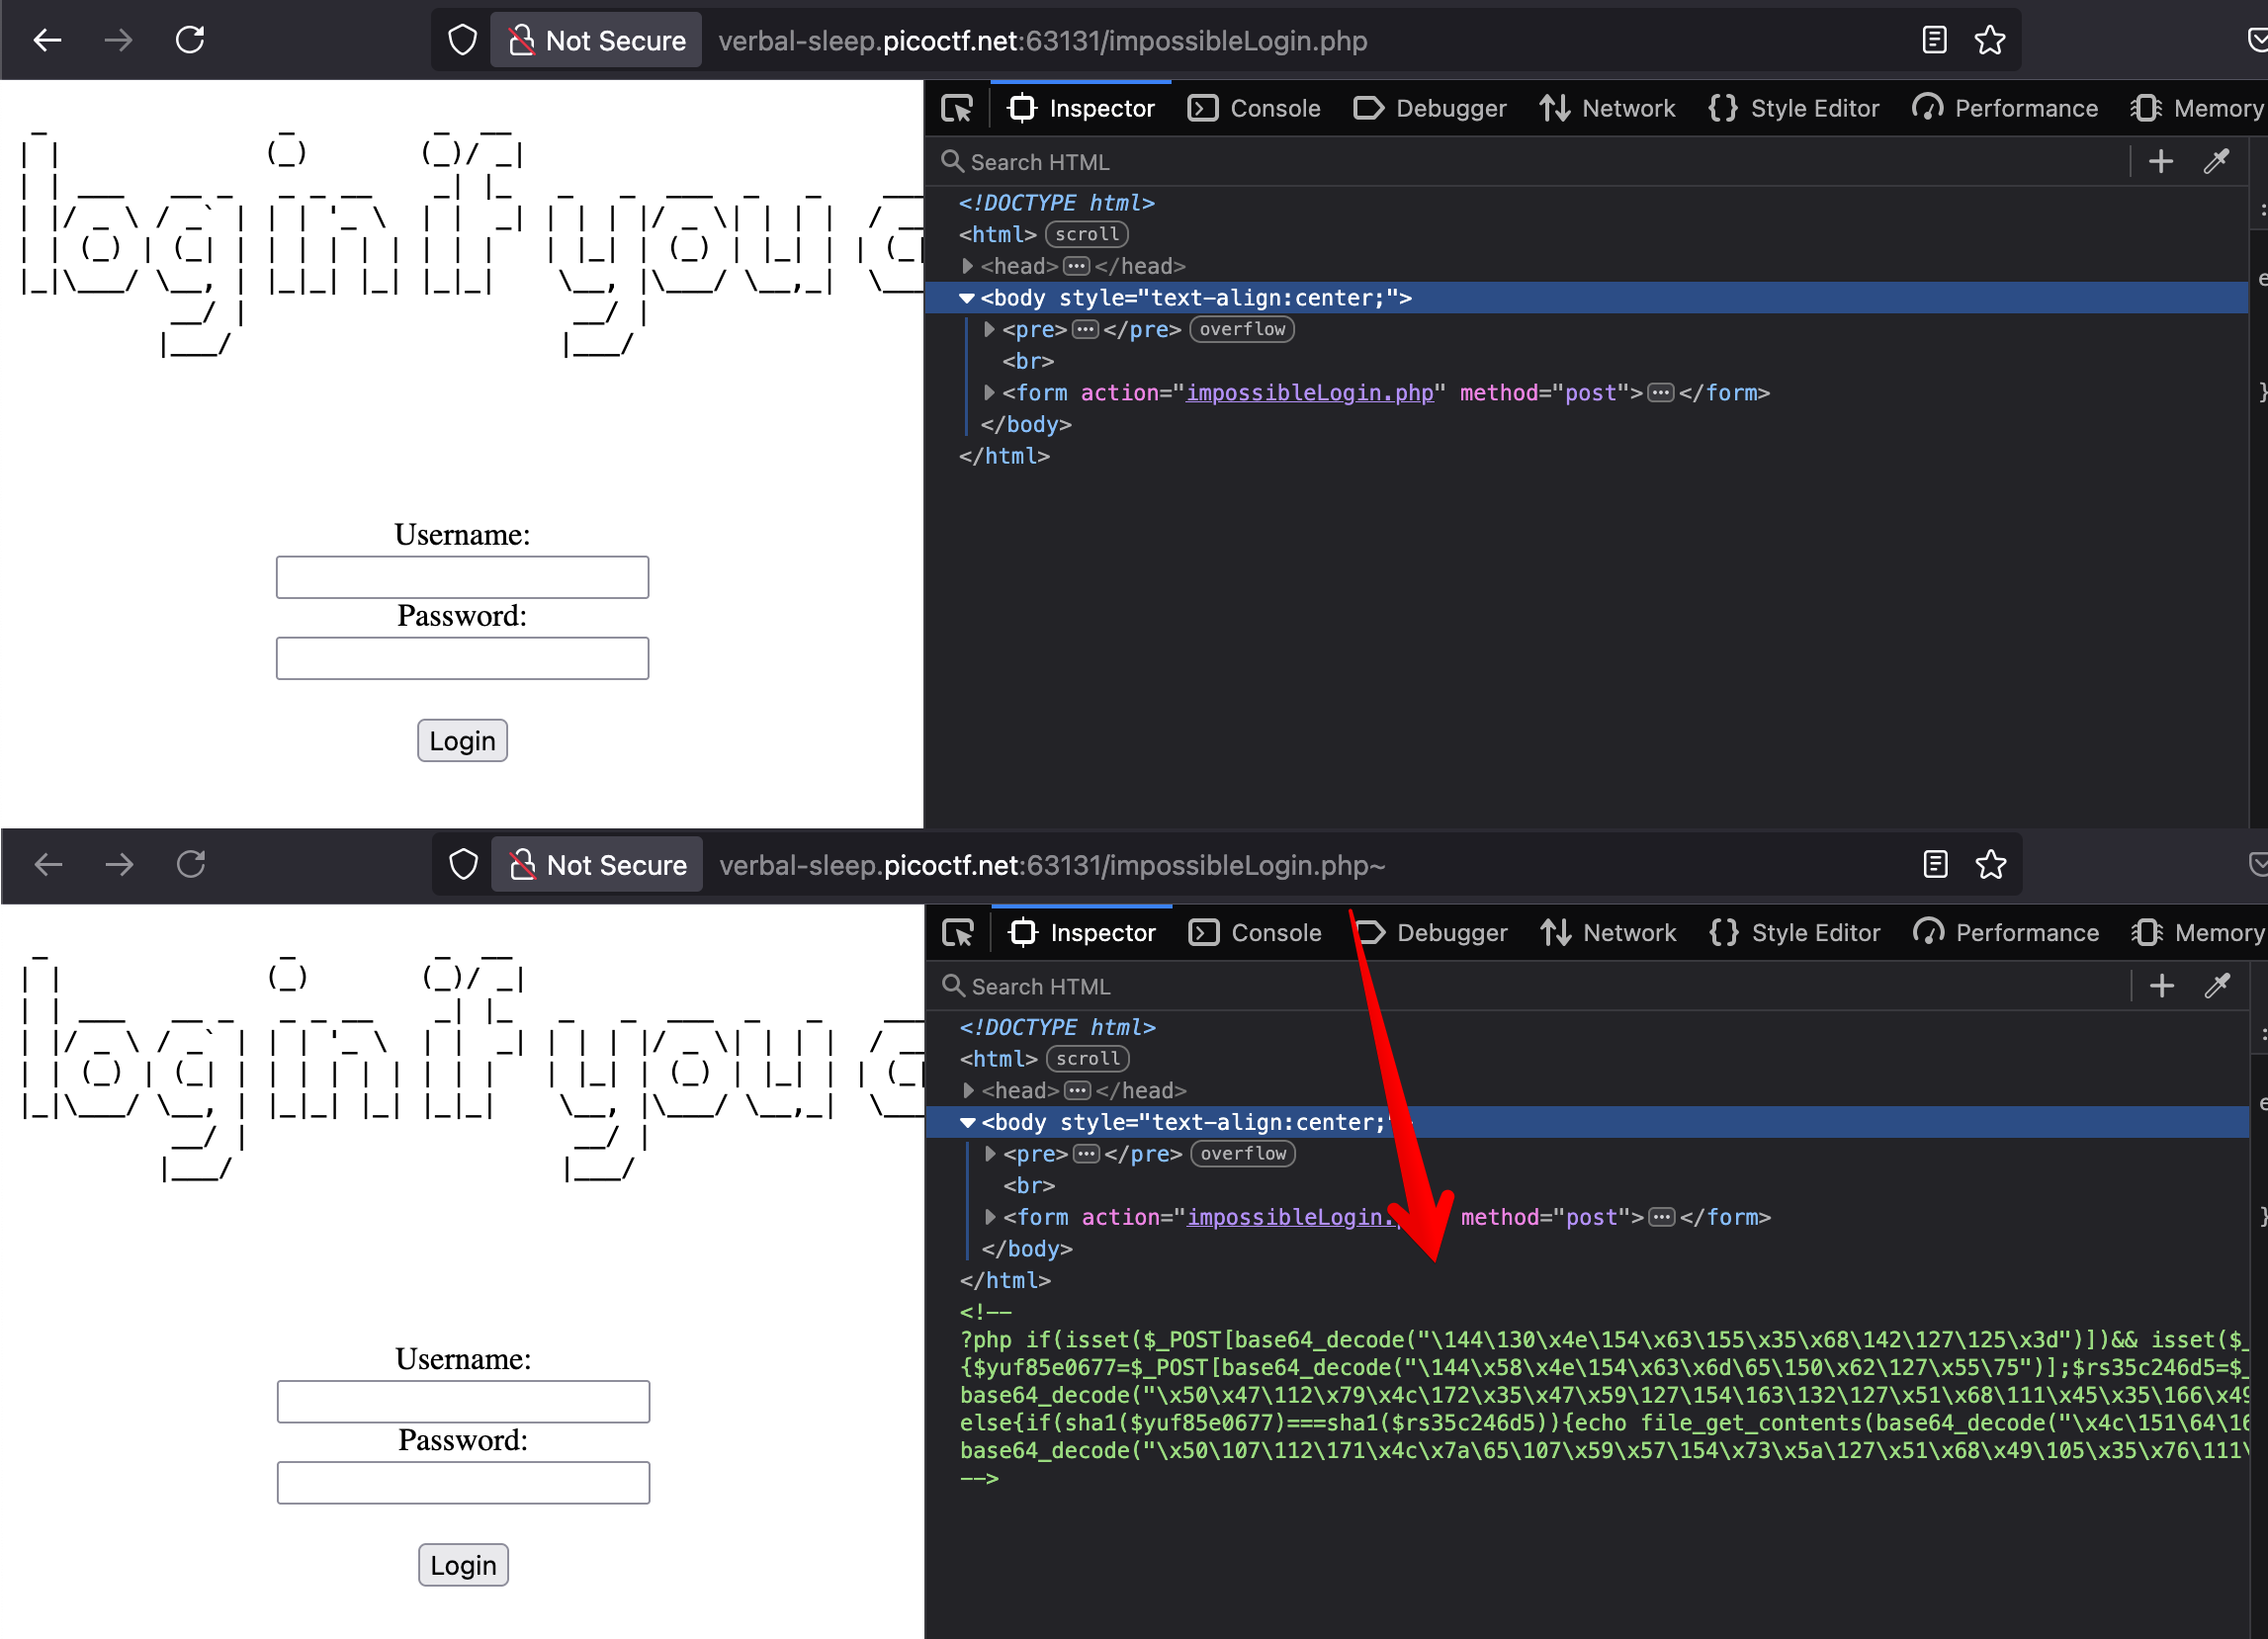 Not Secure verbal-sleep.picoctf.net:63131/impossibleLogin.php
Inspector Console Debugger Network Style Editor Performance Memory
Search HTML
<!DOCTYPE html>
<html> scroll
<head> ... </head>
<body style="text-align:center;">
<pre> ... </pre> overflow
<br>
<form action="impossibleLogin.php" method="post"> ... </form>
</body>
</html>
login if you c
Username:
Password:
Login
Not Secure verbal-sleep.picoctf.net:63131/impossibleLogin.php~
Inspector Console Debugger Network Style Editor Performance Memory
Search HTML
<!DOCTYPE html>
<html> scroll
<head> ... </head>
<body style="text-align:center;">
<pre> ... </pre> overflow
<br>
<form action="impossibleLogin. method="post"> ... </form>
</body>
</html>
<!--
?php if(isset($_POST[base64_decode("\144\130\x4e\154\x63\155\x35\x68\142\127\125\x3d")])&& isset($_
{$yuf85e0677=$_POST[base64_decode("\144\x58\x4e\154\x63\x6d\65\150\x62\127\x55\75")];$rs35c246d5=$_
base64_decode("\x50\x47\112\x79\x4c\172\x35\x47\x59\127\154\163\132\127\x51\x68\111\x45\x35\166\x49
else{if(sha1($yuf85e0677)===sha1($rs35c246d5)){echo file_get_contents(base64_decode("\x4c\151\64\16
base64_decode("\x50\107\112\171\x4c\x7a\65\107\x59\x57\154\x73\x5a\127\x51\x68\x49\105\x35\x76\111\
-->
login if you c
Username:
Password:
Login